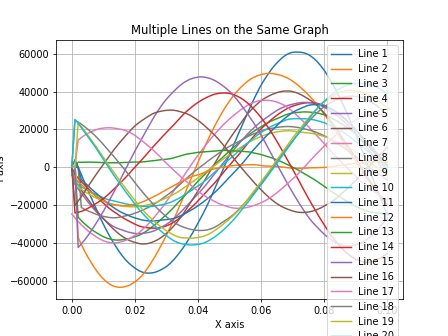 Multiple Lines on the Same Graph
60000
40000
20000
0
−20000
−40000
−60000
0.00
0.02
0.04
0.06
X axis
Line 1
Line 2
Line 3
Line 4
Line 5
Line 6
Line 7
Line 8
Line 9
Line 10
Line 11
Line 12
Line 13
Line 14
Line 15
Line 16
Line 17
Line 18
Line 19
Line 20